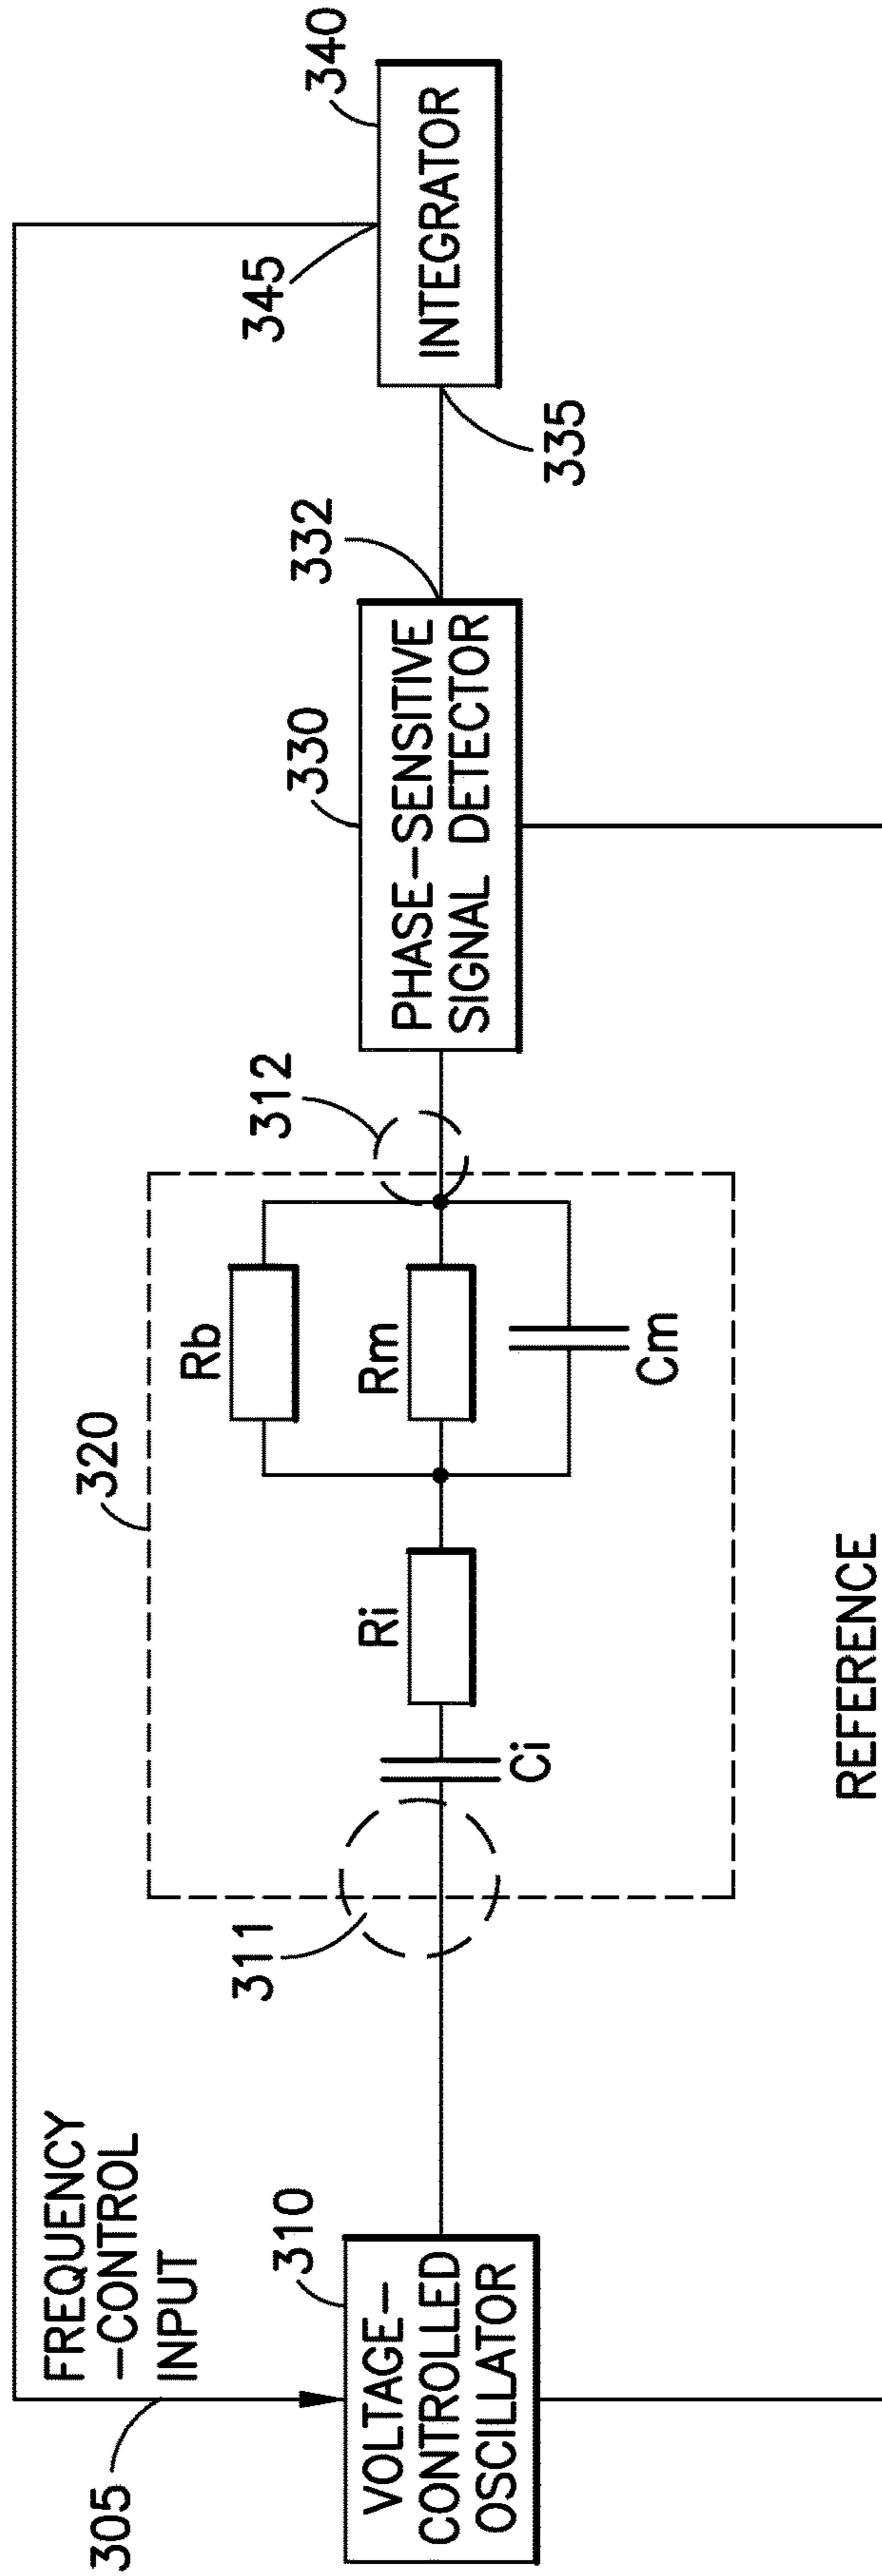 FREQUENCY
-CONTROL
INPUT
305
310
VOLTAGE-
CONTROLLED
OSCILLATOR
311
320
Ci
Ri
Rb
Rm
Cm
312
330
PHASE-SENSITIVE
SIGNAL DETECTOR
332
335
345
340
INTEGRATOR
REFERENCE